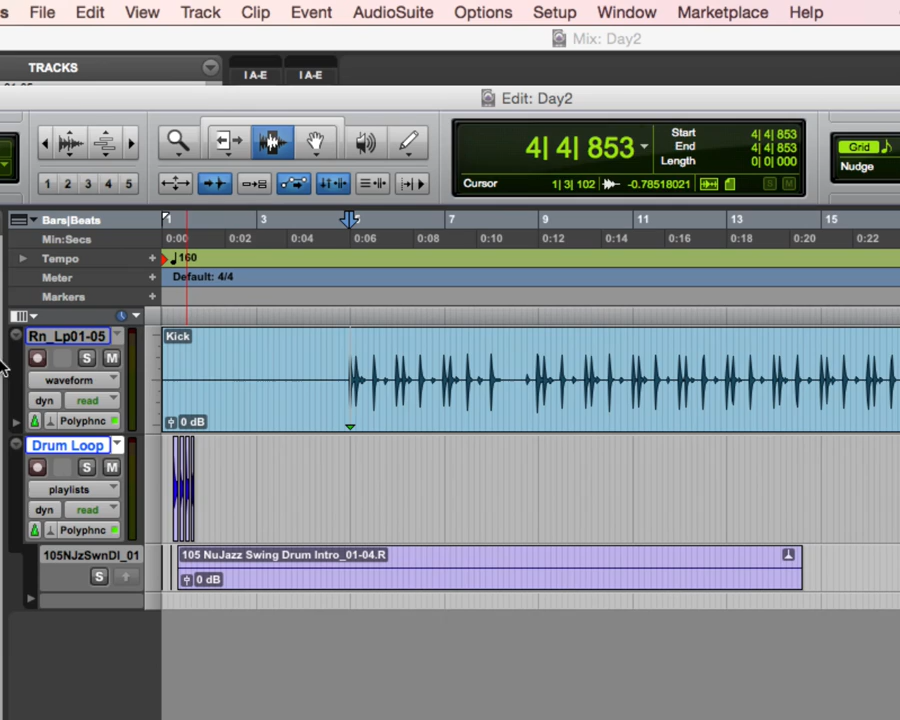 s File Edit View Track Clip Event AudioSuite Options Setup Window Marketplace Help
Mix: Day2
TRACKS
I A-E I A-E
Edit: Day2
4| 4| 853
Start 4| 4| 853
End 4| 4| 853
Length 0| 0| 000
Grid
Nudge
1 2 3 4 5
Cursor 1| 3| 102 -0.78518021 S M
Bars|Beats 1 3 5 7 9 11 13 15
Min:Secs 0:00 0:02 0:04 0:06 0:08 0:10 0:12 0:14 0:16 0:18 0:20 0:22
Tempo + 160
Meter + Default: 4/4
Markers +
Rn_Lp01-05
Kick
S M
waveform
dyn read
Polyphnc
0 dB
Drum Loop
S M
playlists
dyn read
Polyphnc
105NJzSwnDI_01
105 NuJazz Swing Drum Intro_01-04.R
S
0 dB